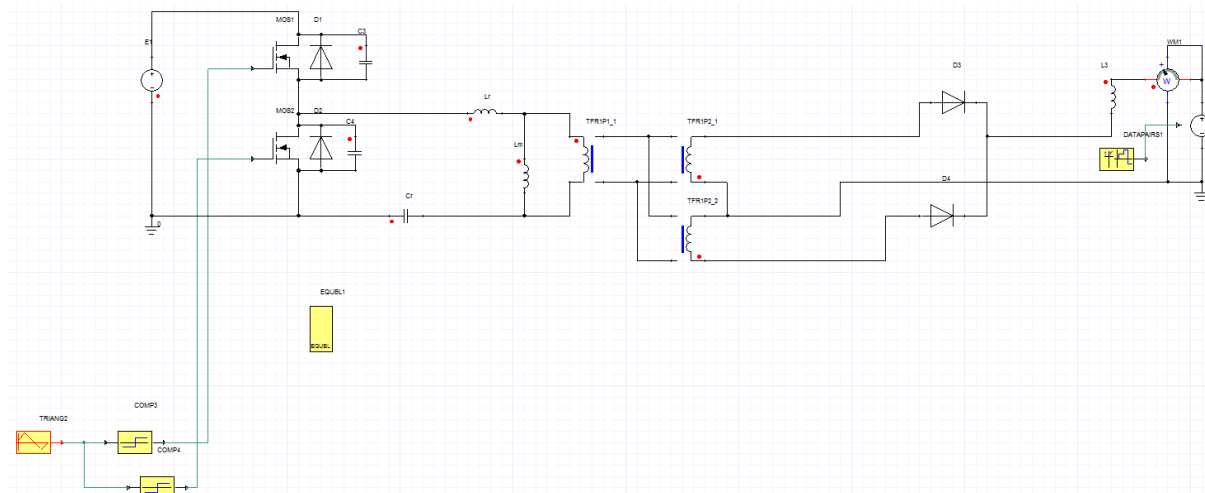 MOS1
D1
E1
C3
WM1
L3
D3
W
MOS2
D2
C4
Lr
TFR1P1_1
TFR1P2_1
DATAPAIRS1
Lm
D4
Cr
TFR1P2_2
0
EQUBL1
EQUBL
COMP3
TRIANG2
COMP4